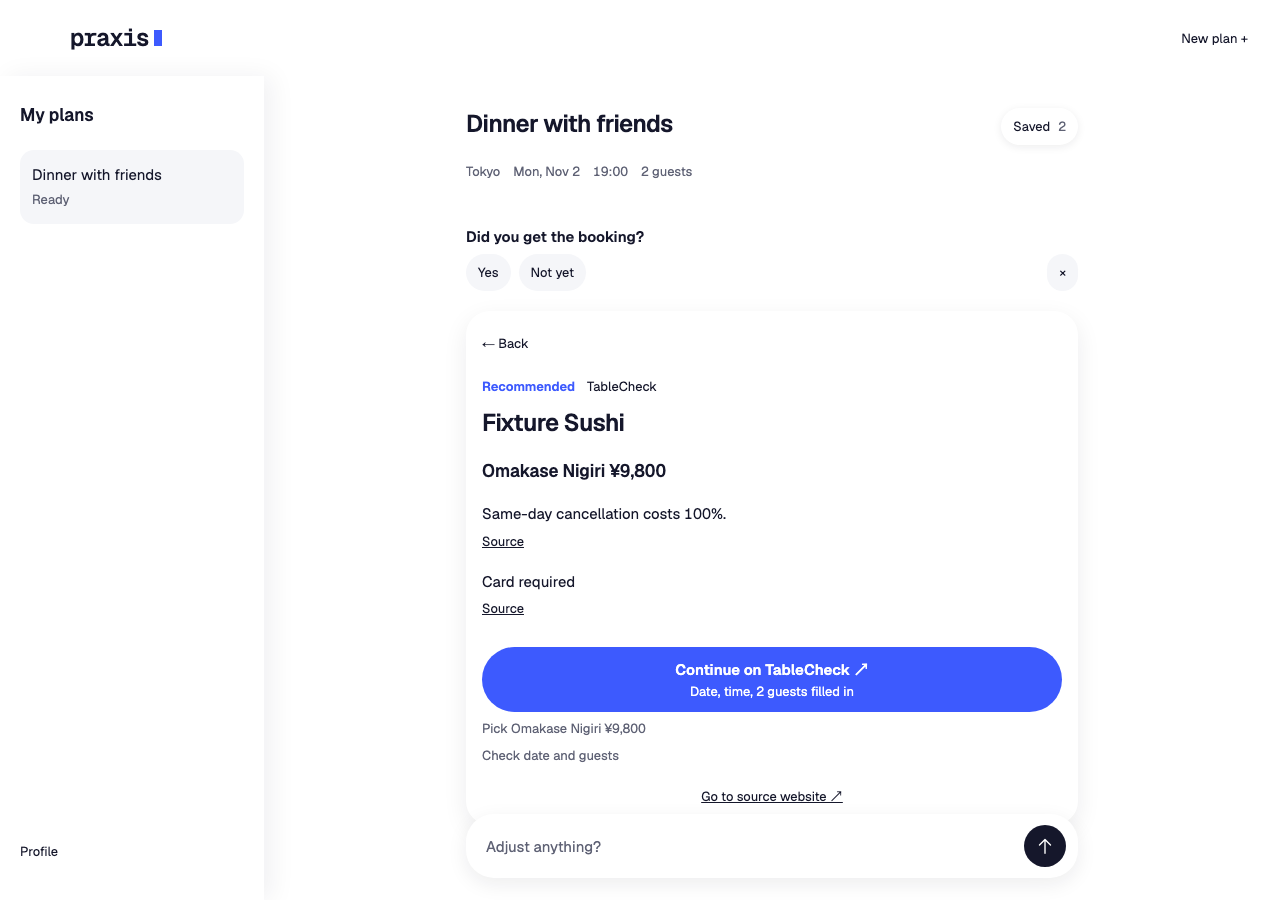 praxis
New plan +
My plans
Dinner with friends
Ready
Profile
Dinner with friends
Saved 2
Tokyo Mon, Nov 2 19:00 2 guests
Did you get the booking?
Yes Not yet ×
← Back
Recommended TableCheck
Fixture Sushi
Omakase Nigiri ¥9,800
Same-day cancellation costs 100%.
Source
Card required
Source
Continue on TableCheck ↗
Date, time, 2 guests filled in
Pick Omakase Nigiri ¥9,800
Check date and guests
Go to source website ↗
Adjust anything?